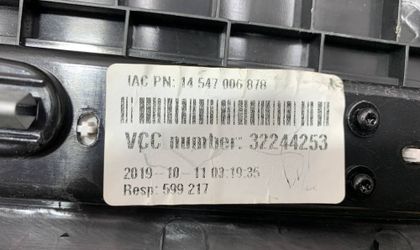 IAC PN: 14 547 006 878
VCC number: 32244253
2019-10-11 03:19:35
Resp: 599 217